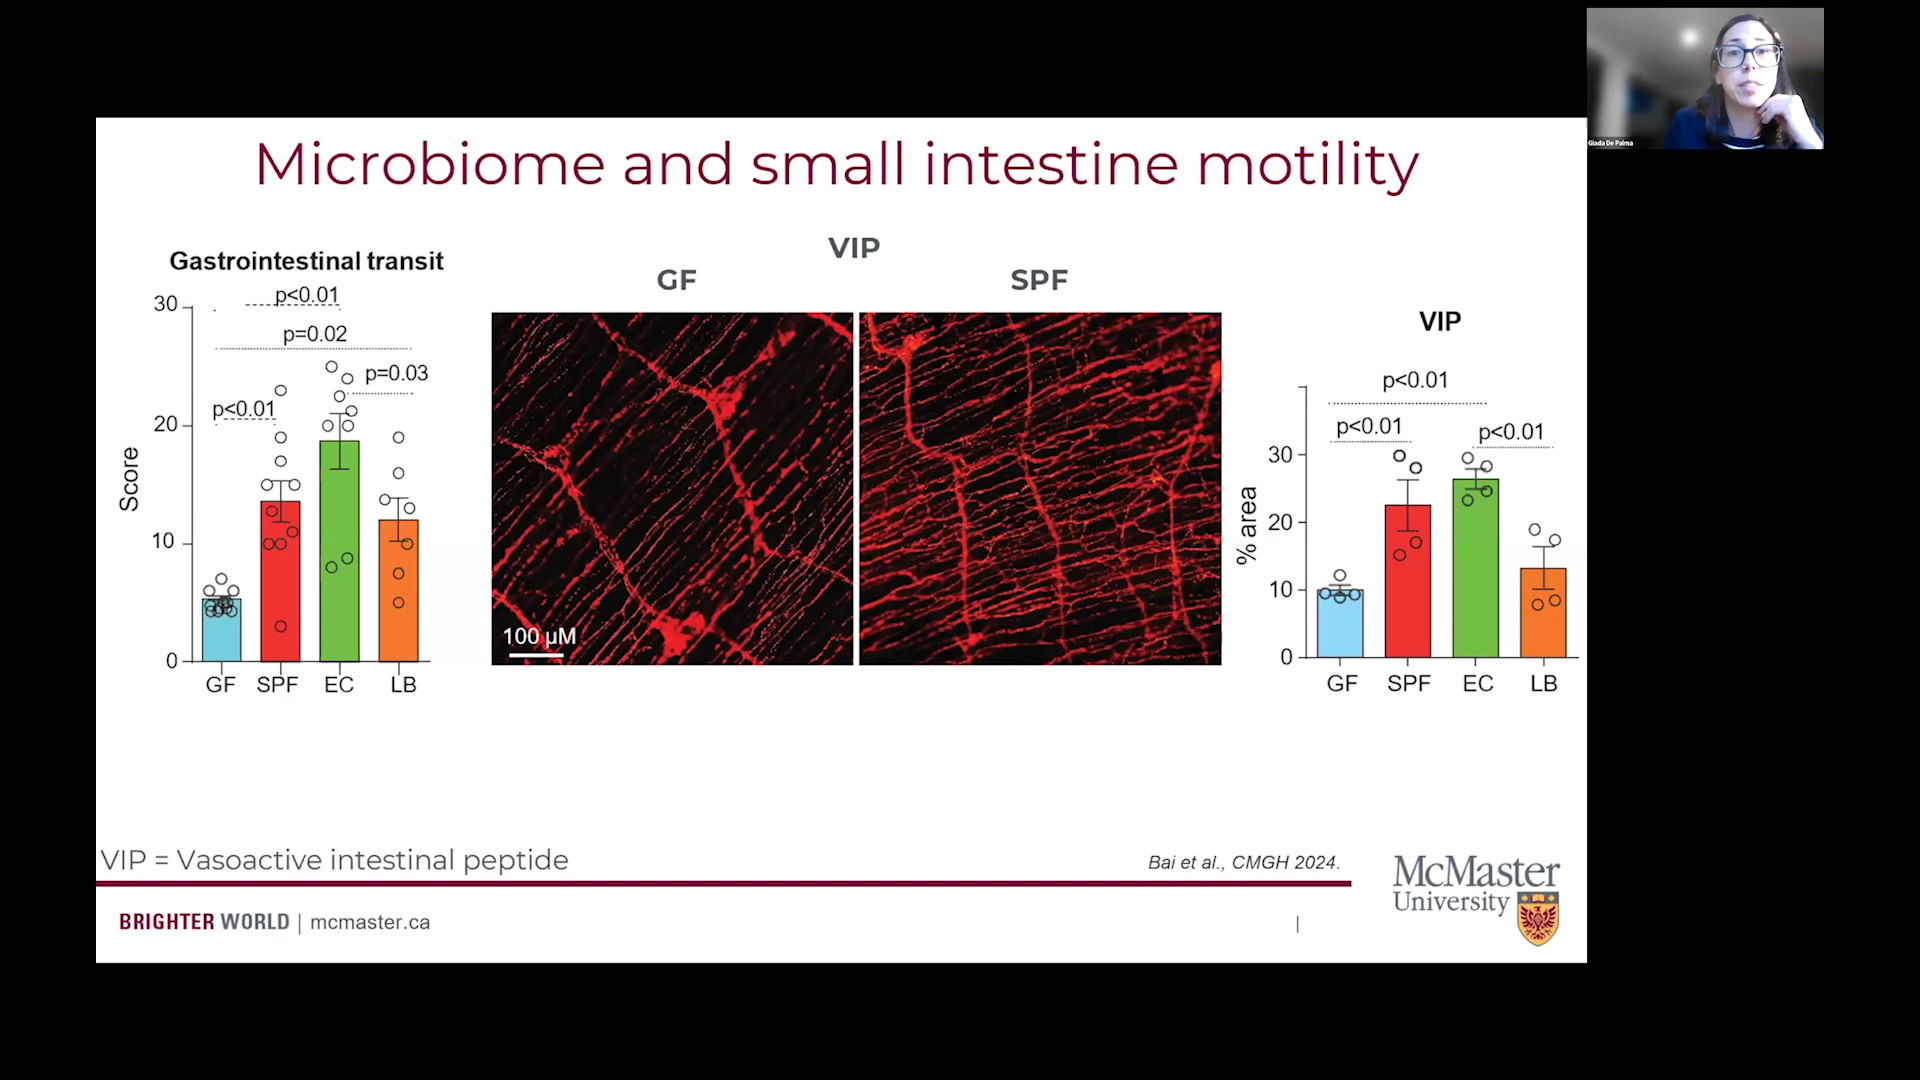 Giada De Palma
Microbiome and small intestine motility
Gastrointestinal transit
30
20
10
0
Score
p<0.01
p=0.02
p=0.03
p<0.01
GF
SPF
EC
LB
VIP
GF
SPF
100 µM
VIP
30
20
10
0
% area
p<0.01
p<0.01
p<0.01
GF
SPF
EC
LB
VIP = Vasoactive intestinal peptide
Bai et al., CMGH 2024.
BRIGHTER WORLD | mcmaster.ca
|
McMaster
University